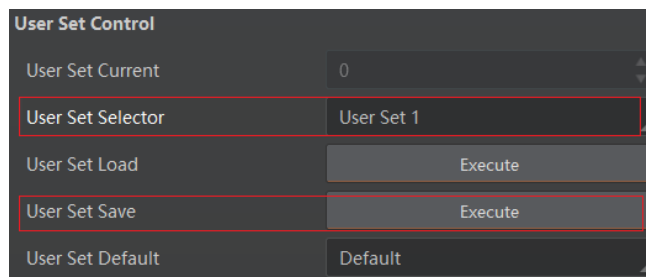 User Set Control
User Set Current 0
User Set Selector User Set 1
User Set Load Execute
User Set Save Execute
User Set Default Default